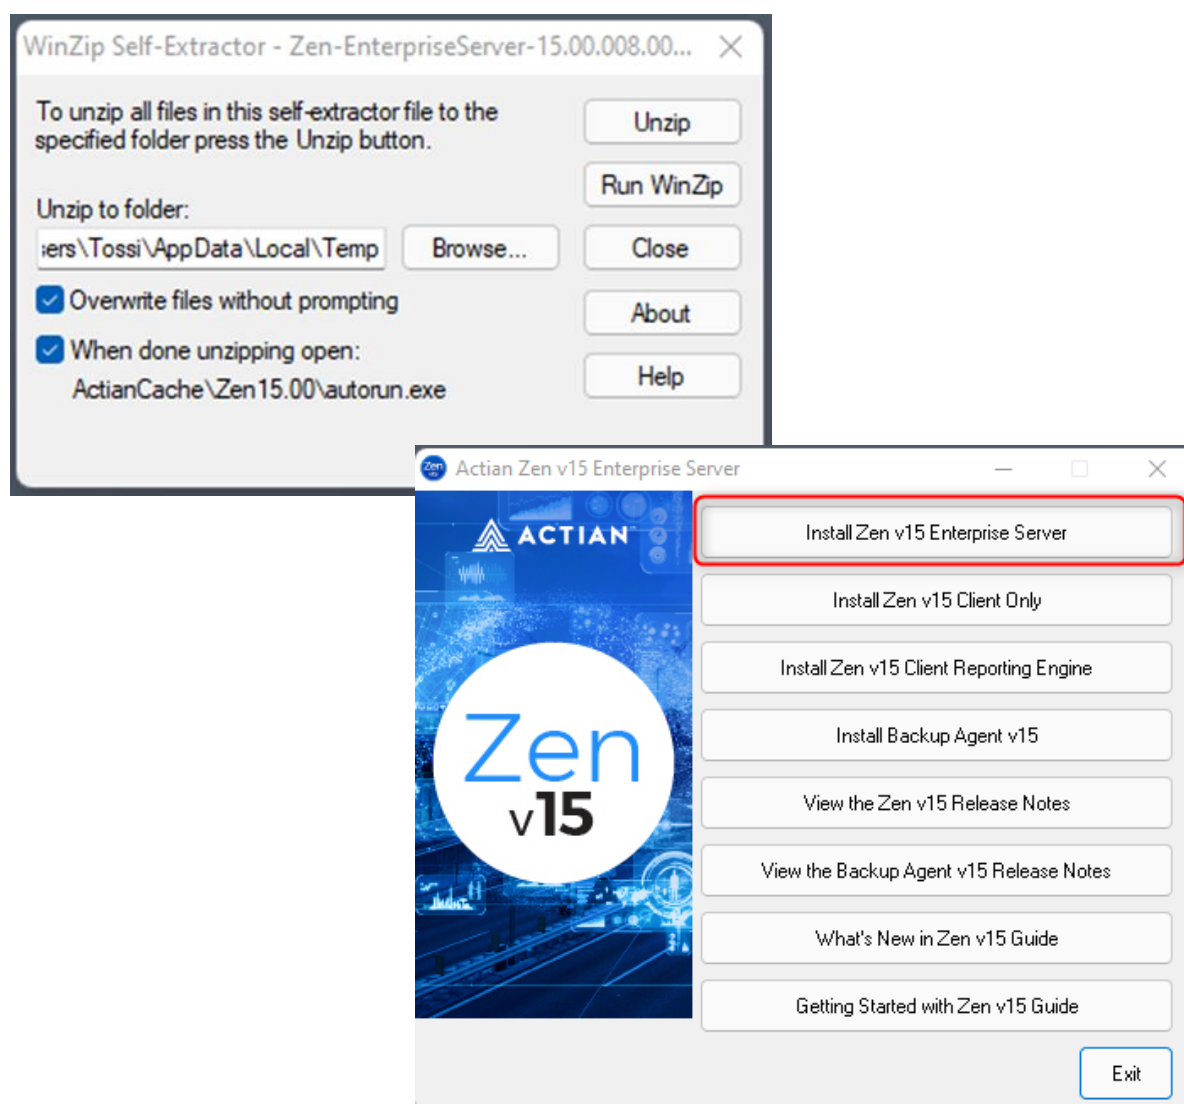 WinZip Self-Extractor - Zen-EnterpriseServer-15.00.008.00...
To unzip all files in this self-extractor file to the
specified folder press the Unzip button.
Unzip
Run WinZip
Unzip to folder:
sers\Tossi\AppData\Local\Temp
Browse...
Close
Overwrite files without prompting
About
When done unzipping open:
ActianCache\Zen15.00\autorun.exe
Help
Zen
Actian Zen v15 Enterprise Server
ACTIAN
Zen
v15
Install Zen v15 Enterprise Server
Install Zen v15 Client Only
Install Zen v15 Client Reporting Engine
Install Backup Agent v15
View the Zen v15 Release Notes
View the Backup Agent v15 Release Notes
What's New in Zen v15 Guide
Getting Started with Zen v15 Guide
Exit